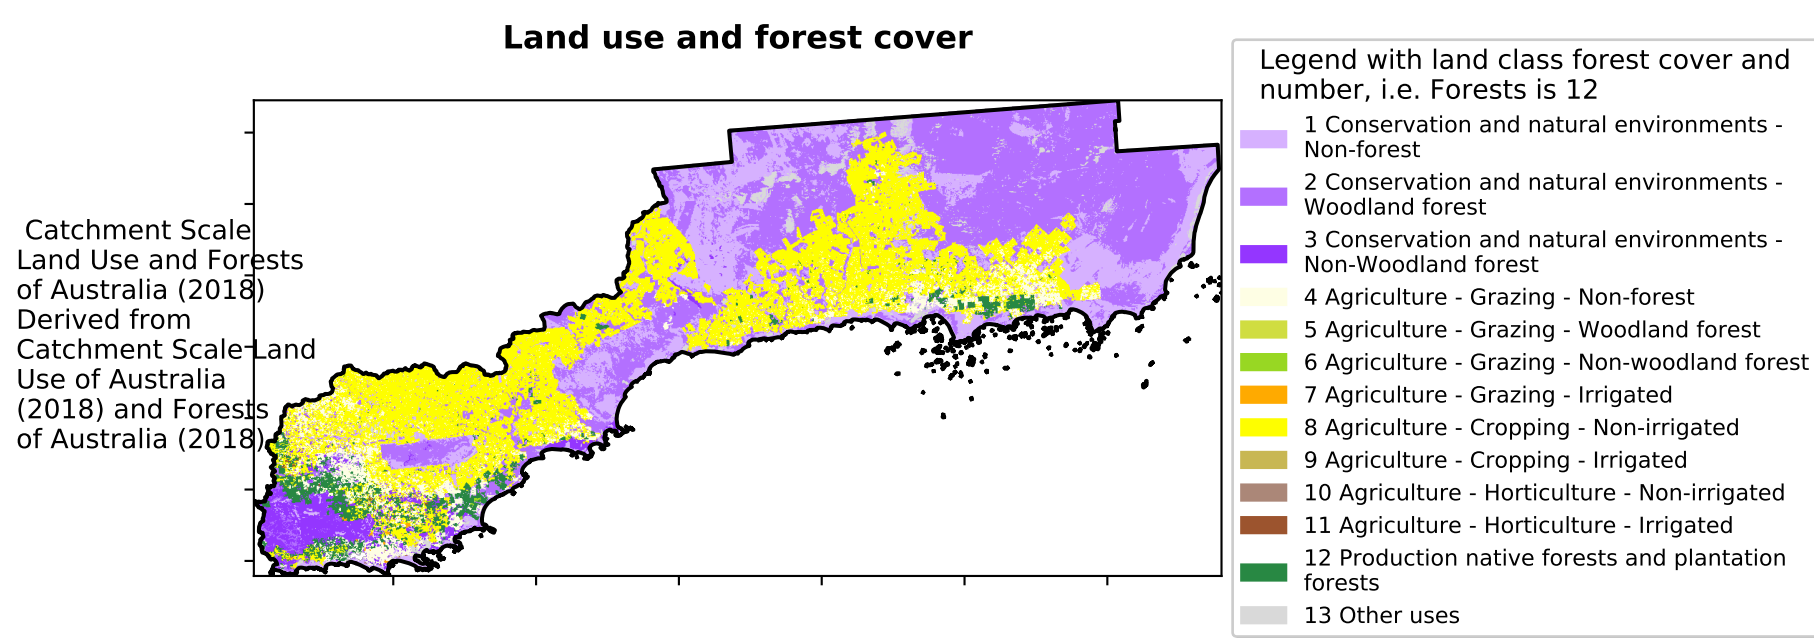 Land use and forest cover
Catchment Scale
Land Use and Forests
of Australia (2018)
Derived from
Catchment Scale Land
Use of Australia
(2018) and Forests
of Australia (2018)
Legend with land class forest cover and
number, i.e. Forests is 12
1 Conservation and natural environments -
Non-forest
2 Conservation and natural environments -
Woodland forest
3 Conservation and natural environments -
Non-Woodland forest
4 Agriculture - Grazing - Non-forest
5 Agriculture - Grazing - Woodland forest
6 Agriculture - Grazing - Non-woodland forest
7 Agriculture - Grazing - Irrigated
8 Agriculture - Cropping - Non-irrigated
9 Agriculture - Cropping - Irrigated
10 Agriculture - Horticulture - Non-irrigated
11 Agriculture - Horticulture - Irrigated
12 Production native forests and plantation
forests
13 Other uses